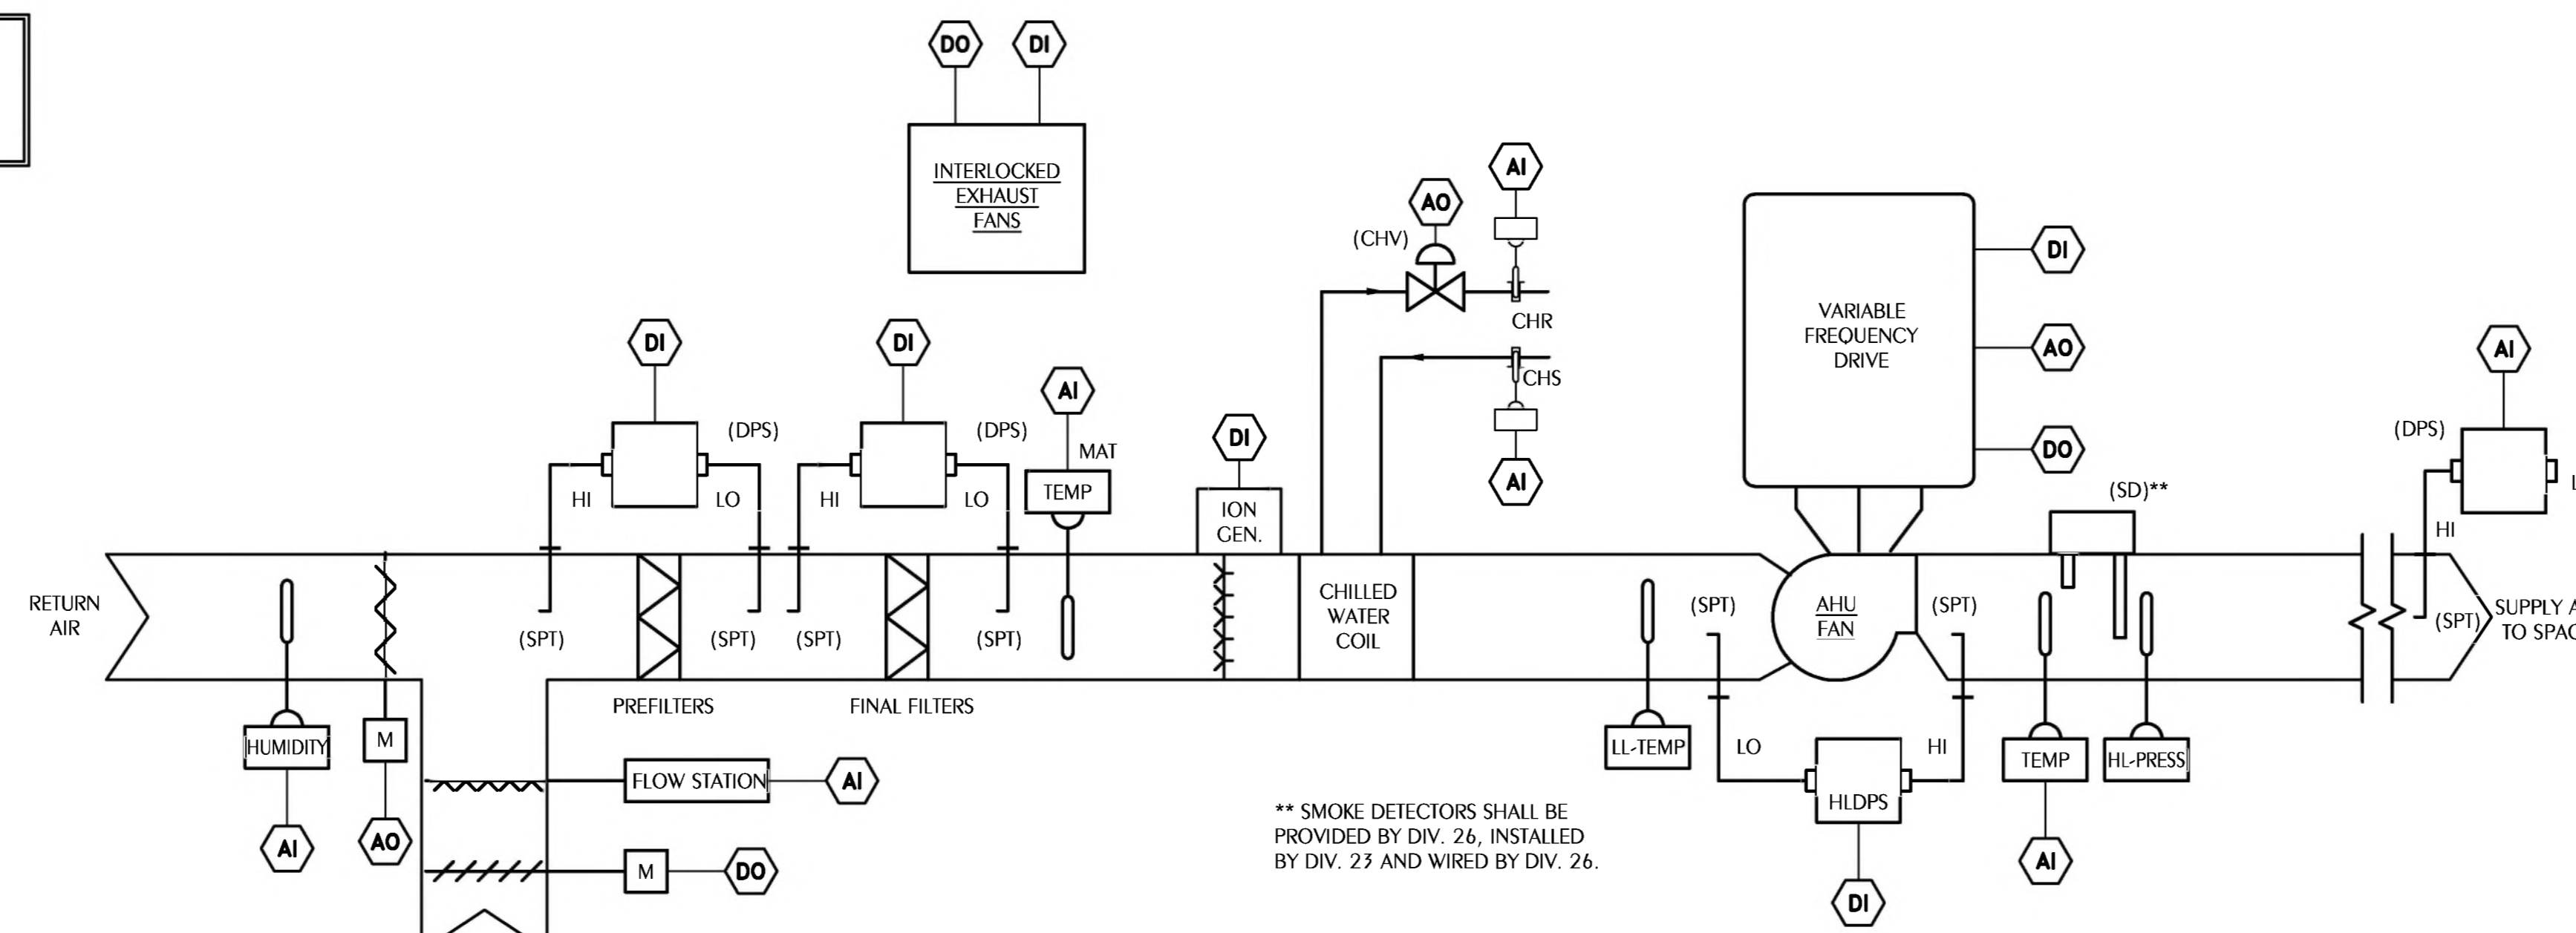 DO
DI
INTERLOCKED
EXHAUST
FANS
AI
AO
(CHV)
CHR
CHS
AI
VARIABLE
FREQUENCY
DRIVE
DI
AO
DO
DI
(DPS)
HI
LO
DI
(DPS)
HI
LO
AI
MAT
TEMP
DI
ION
GEN.
(SD)**
AI
(DPS)
HI
RETURN
AIR
(SPT)
(SPT)
(SPT)
(SPT)
CHILLED
WATER
COIL
(SPT)
AHU
FAN
(SPT)
(SPT)
SUPPLY
TO
PREFILTERS
FINAL FILTERS
HUMIDITY
M
AI
AO
FLOW STATION
AI
M
DO
LL-TEMP
LO
HI
HLDPS
DI
TEMP
HL-PRESS
AI
** SMOKE DETECTORS SHALL BE
PROVIDED BY DIV. 26, INSTALLED
BY DIV. 23 AND WIRED BY DIV. 26.